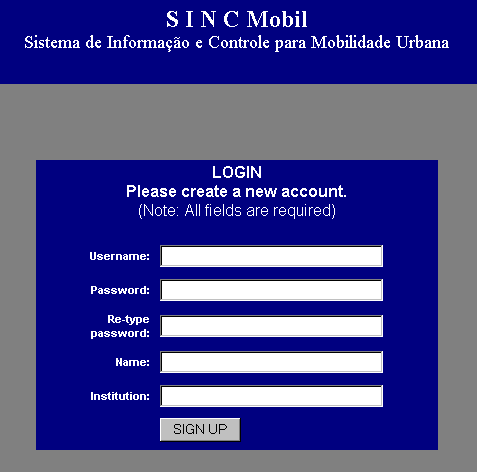 S I N C Mobil
Sistema de Informação e Controle para Mobilidade Urbana
LOGIN
Please create a new account.
(Note: All fields are required)
Username:
Password:
Re-type
password:
Name:
Institution:
SIGN UP